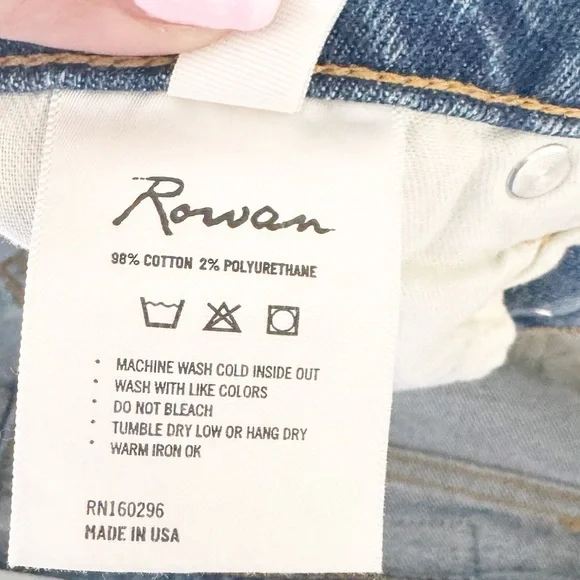 Rowan
98% COTTON 2% POLYURETHANE
• MACHINE WASH COLD INSIDE OUT
• WASH WITH LIKE COLORS
• DO NOT BLEACH
• TUMBLE DRY LOW OR HANG DRY
• WARM IRON OK
RN160296
MADE IN USA